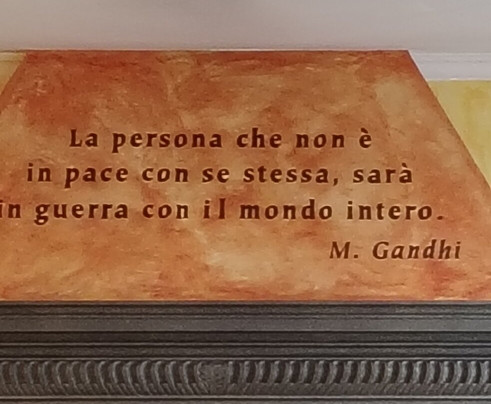 La persona che non è
in pace con se stessa, sarà
in guerra con il mondo intero.
M. Gandhi